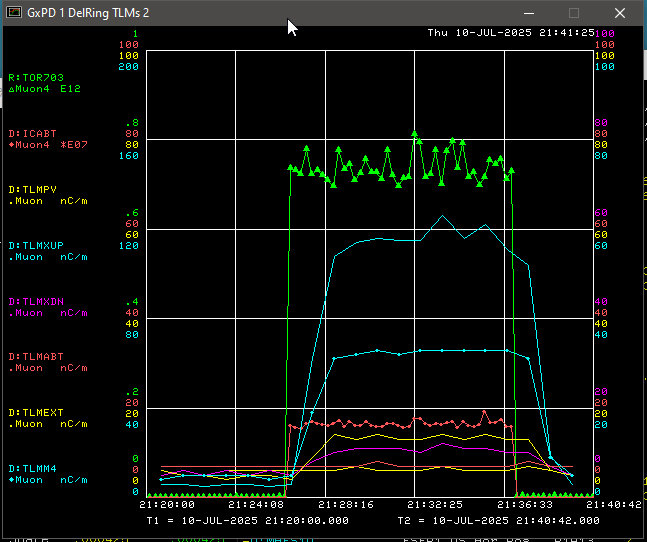 GxPD 1 DelRing TLMs 2
Thu 10-JUL-2025 21:41:25
1
100
100
200
100
100
100
100
R:TOR703
Muon4 E12
.8
80
80
160
80
80
80
80
D:ICABT
Muon4 *E07
D:TLMPV
.Muon nC/m
.6
60
60
120
60
60
60
60
D:TLMXUP
.Muon nC/m
D:TLMXDN
.Muon nC/m
.4
40
40
80
40
40
40
40
D:TLMABT
.Muon nC/m
.2
20
20
40
20
20
20
20
D:TLMEXT
.Muon nC/m
D:TLMM4
Muon nC/m
0
0
0
0
0
0
0
0
21:20:00 21:24:08 21:28:16 21:32:25 21:36:33 21:40:42
T1 = 10-JUL-2025 21:20:00.000 T2 = 10-JUL-2025 21:40:42.000